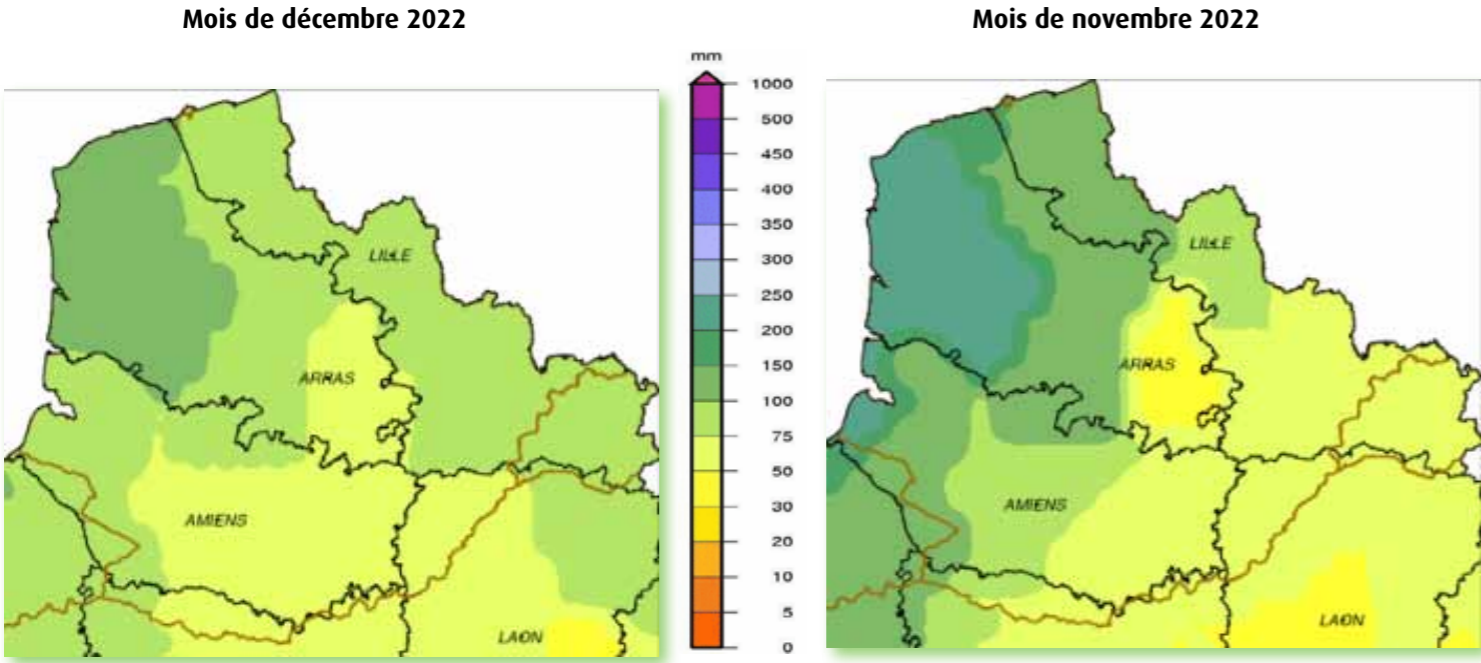 Mois de décembre 2022
Mois de novembre 2022
mm
1000
500
450
400
350
300
250
200
150
100
75
50
30
20
10
5
0
LILLE
ARRAS
AMIENS
LAON
LILLE
ARRAS
AMIENS
LAON